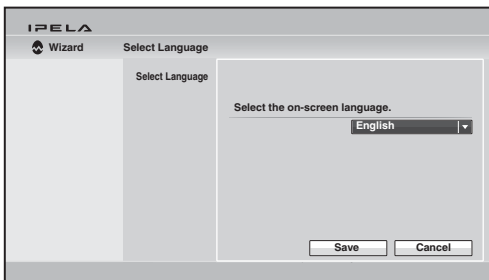 IPELA
Wizard Select Language
Select Language
Select the on-screen language.
English
Save Cancel